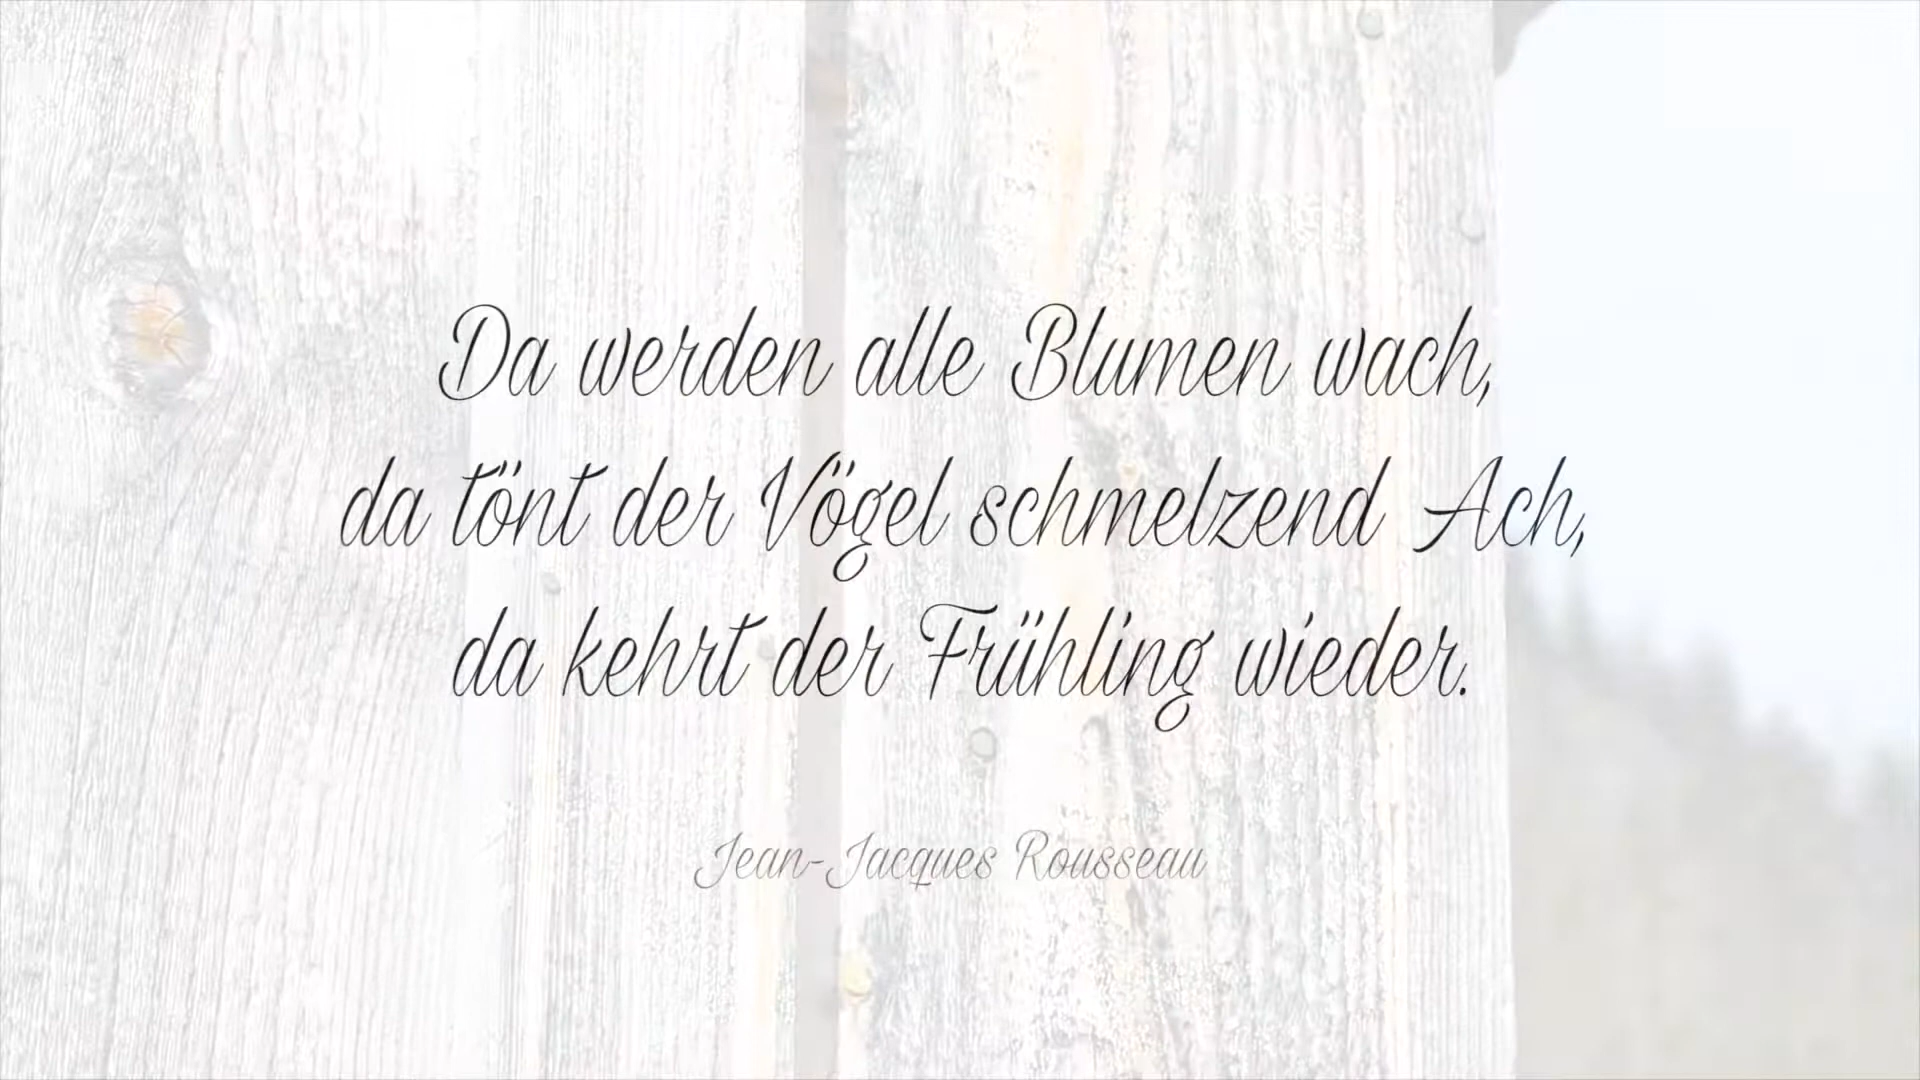 Da werden alle Blumen wach,
da tönt der Vögel schmelzend Ach,
da kehrt der Frühling wieder.
Jean-Jacques Rousseau